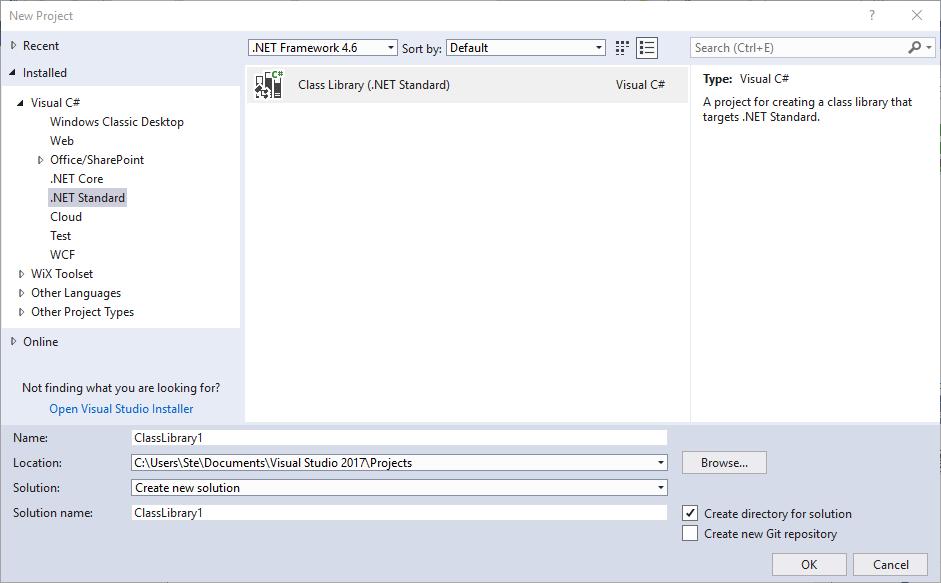 New Project
?
Recent
.NET Framework 4.6
Sort by:
Default
Search (Ctrl+E)
Installed
Visual C#
Windows Classic Desktop
Web
Office/SharePoint
.NET Core
.NET Standard
Cloud
Test
WCF
WiX Toolset
Other Languages
Other Project Types
Online
Not finding what you are looking for?
Open Visual Studio Installer
C#
Class Library (.NET Standard)
Visual C#
Type: Visual C#
A project for creating a class library that
targets .NET Standard.
Name:
ClassLibrary1
Location:
C:\Users\Ste\Documents\Visual Studio 2017\Projects
Browse...
Solution:
Create new solution
Solution name:
ClassLibrary1
Create directory for solution
Create new Git repository
OK
Cancel